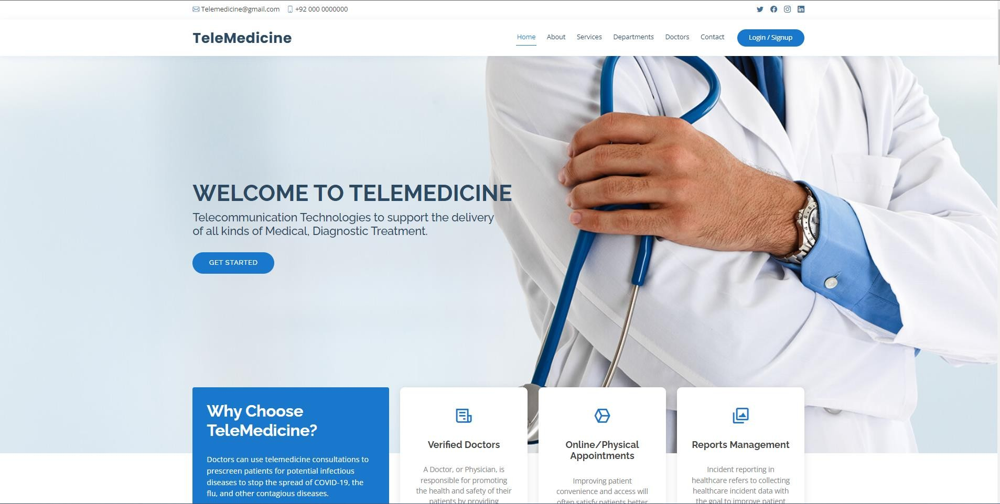 Telemedicine@gmail.com +92 000 0000000
TeleMedicine
Home About Services Departments Doctors Contact Login / Signup
WELCOME TO TELEMEDICINE
Telecommunication Technologies to support the delivery
of all kinds of Medical, Diagnostic Treatment.
GET STARTED
Why Choose
TeleMedicine?
Doctors can use telemedicine consultations to
prescreen patients for potential infectious
diseases to stop the spread of COVID-19, the
flu, and other contagious diseases.
Verified Doctors
A Doctor, or Physician, is
responsible for promoting
the health and safety of their
patients by providing
Online/Physical
Appointments
Improving patient
convenience and access will
often satisfy patients better
Reports Management
Incident reporting in
healthcare refers to collecting
healthcare incident data with
the goal to improve patient